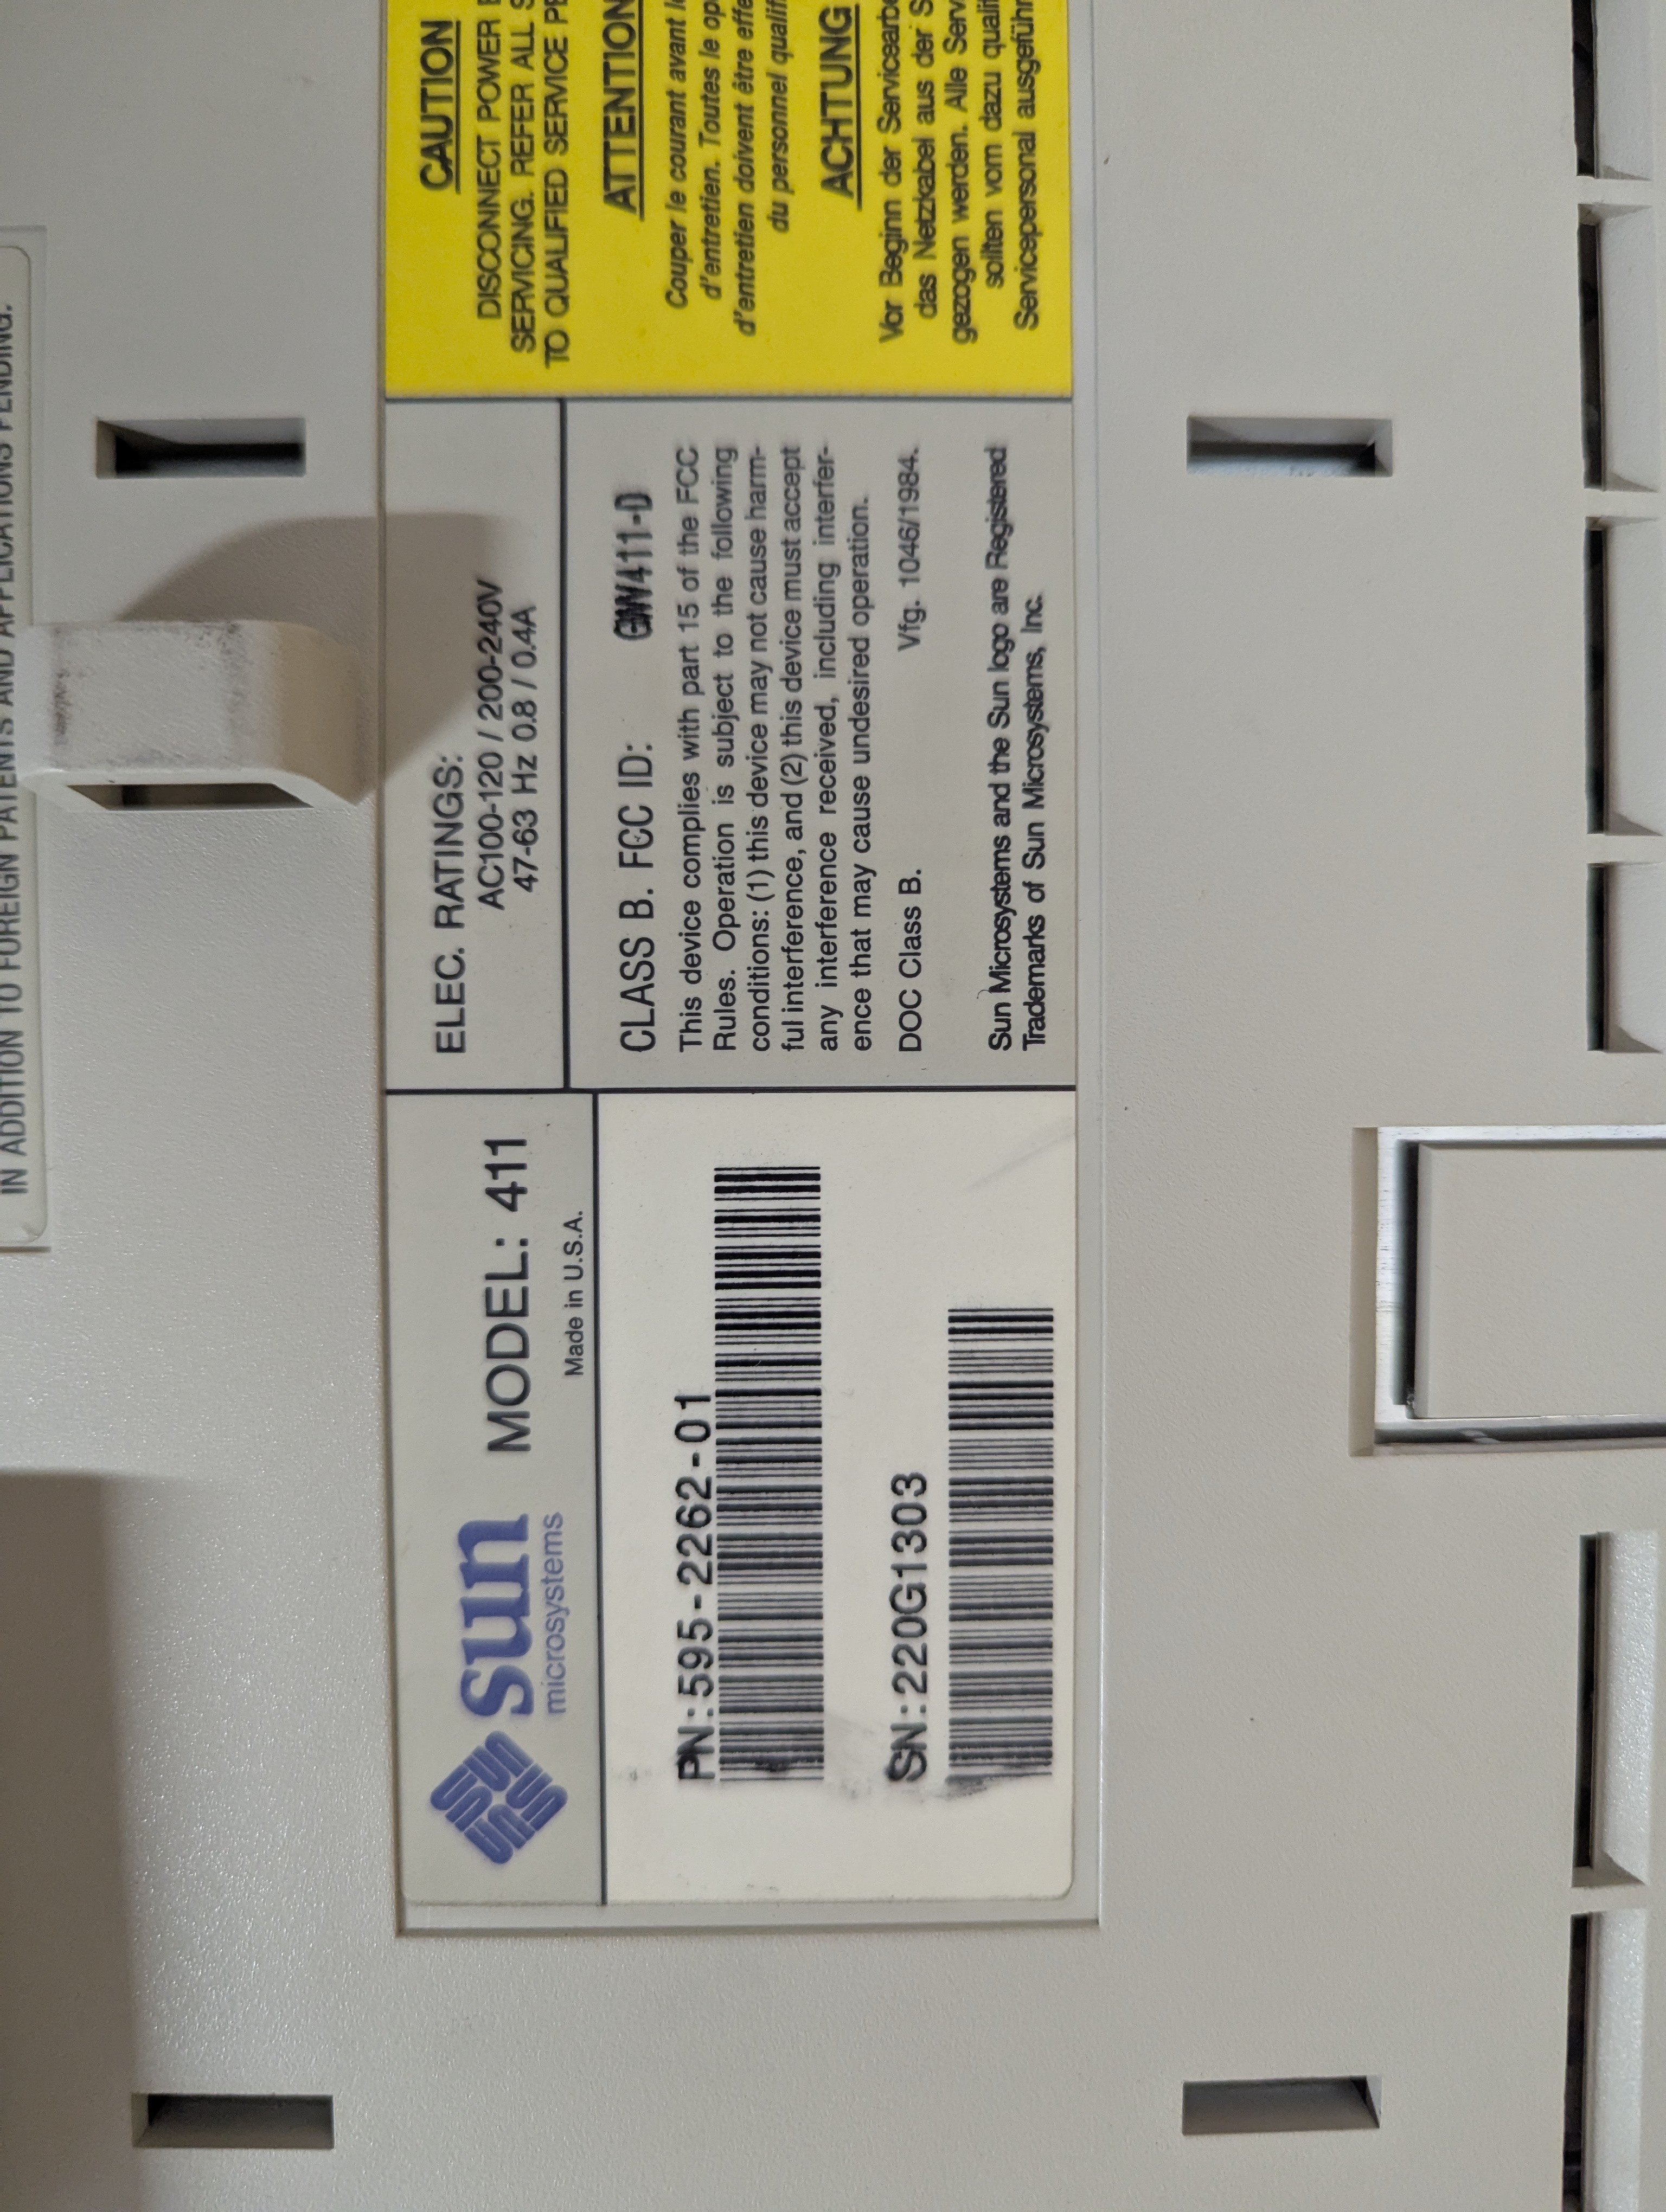 IN ADDITION TO FOREIGN PATENTS AND APPLICATIONS PENDING.
sun
microsystems
MODEL: 411
Made in U.S.A.
PN:595-2262-01
SN:220G1303
ELEC. RATINGS:
AC100-120 / 200-240V
47-63 Hz 0.8 / 0.4A
CLASS B. FCC ID: 411-D
This device complies with part 15 of the FCC
Rules. Operation is subject to the following
conditions: (1) this device may not cause harm-
ful interference, and (2) this device must accept
any interference received, including interfer-
ence that may cause undesired operation.
DOC Class B. Vfg. 1046/1984.
Sun Microsystems and the Sun logo are Registered
Trademarks of Sun Microsystems, Inc.
CAUTION
DISCONNECT POWER
SERVICING. REFER ALL
TO QUALIFIED SERVICE
ATTENTION
Couper le courant avant
d'entretien. Toutes le
d'entretien doivent être
du personnel
ACHTUNG
Vor Beginn der
das Netzkabel aus der
gezogen werden. Alle
sollten vom dazu
Servicepersonal